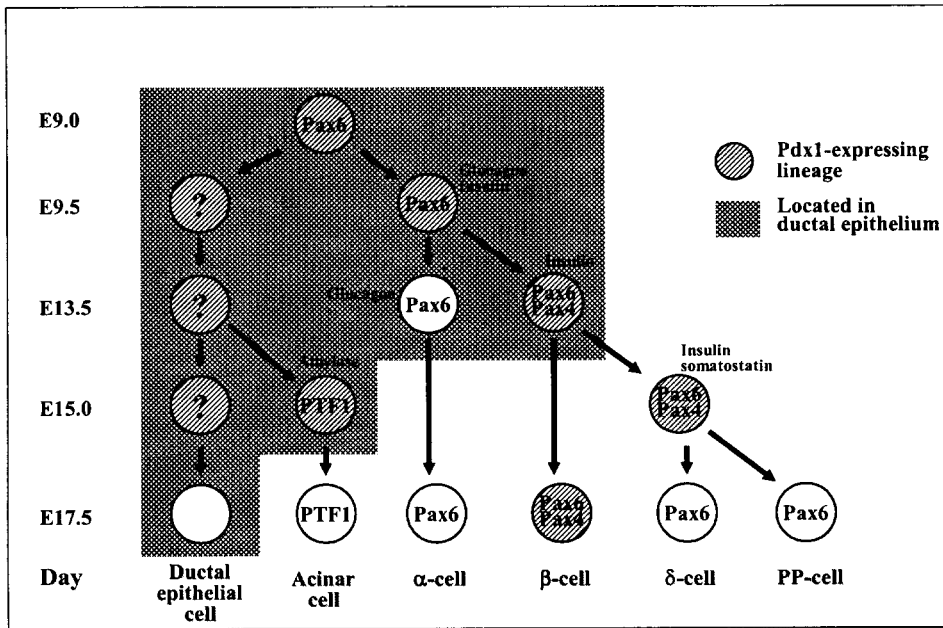 E9.0
Pax6
Pdx1-expressing
lineage
E9.5
?
Pax6
Glucagon
Insulin
Located in
ductal epithelium
E13.5
?
Glucagon
Pax6
Insulin
Pax6
Pax4
E15.0
?
Amylase
PTF1
Insulin
somatostatin
Pax6
Pax4
E17.5
PTF1
Pax6
Pax6
Pax4
Pax6
Pax6
Day
Ductal
epithelial
cell
Acinar
cell
α-cell
β-cell
δ-cell
PP-cell